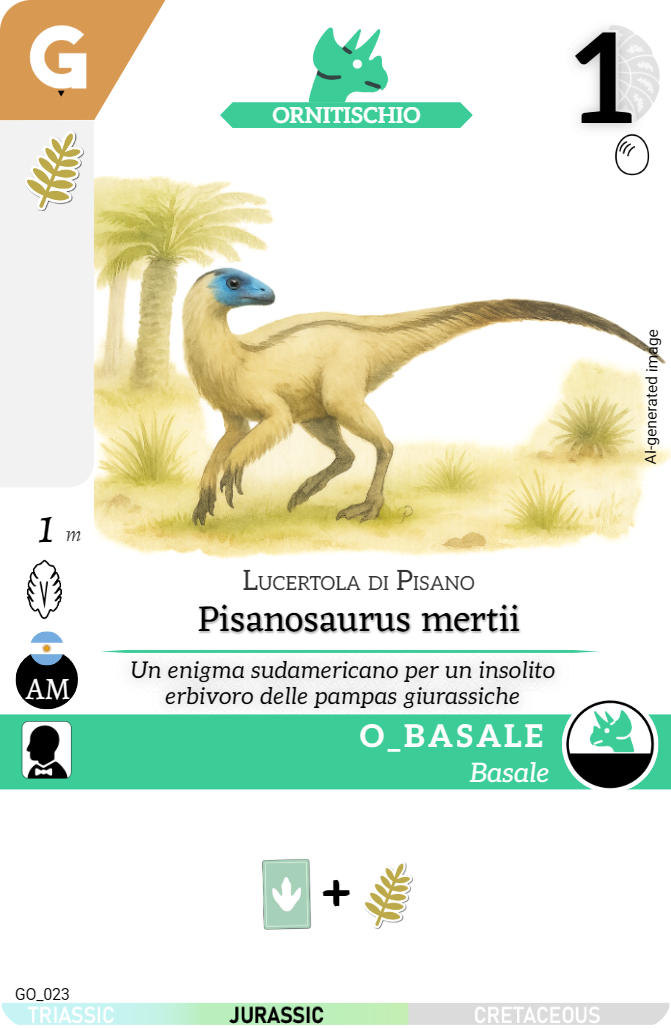 G
ORNITISCHIO
1
AI-generated image
1 m
AM
Lucertola di Pisano
Pisanosaurus mertii
Un enigma sudamericano per un insolito
erbivoro delle pampas giurassiche
O_BASALE
Basale
+
GO_023
TRIASSIC JURASSIC CRETACEOUS